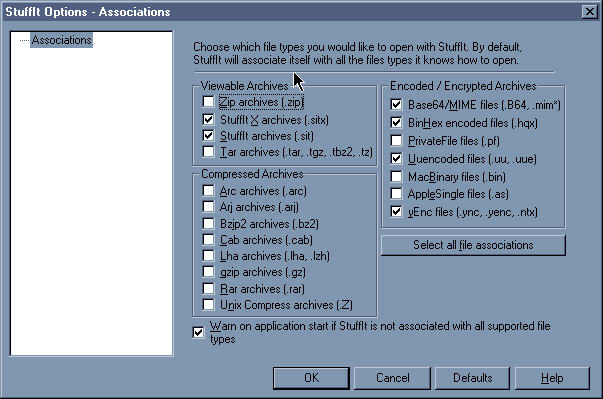 StuffIt Options - Associations
Associations
Choose which file types you would like to open with StuffIt. By default,
StuffIt will associate itself with all the files types it knows how to open.
Viewable Archives
Zip archives (.zip)
StuffIt X archives (.sitx)
StuffIt archives (.sit)
Tar archives (.tar, .tgz, .tbz2, .tz)
Compressed Archives
Arc archives (.arc)
Arj archives (.arj)
Bzip2 archives (.bz2)
Cab archives (.cab)
Lha archives (.lha, .lzh)
gzip archives (.gz)
Rar archives (.rar)
Unix Compress archives (.Z)
Encoded / Encrypted Archives
Base64/MIME files (.B64, .mim*)
BinHex encoded files (.hqx)
PrivateFile files (.pf)
Uuencoded files (.uu, .uue)
MacBinary files (.bin)
AppleSingle files (.as)
yEnc files (.ync, .yenc, .ntx)
Select all file associations
Warn on application start if StuffIt is not associated with all supported file
types
OK
Cancel
Defaults
Help